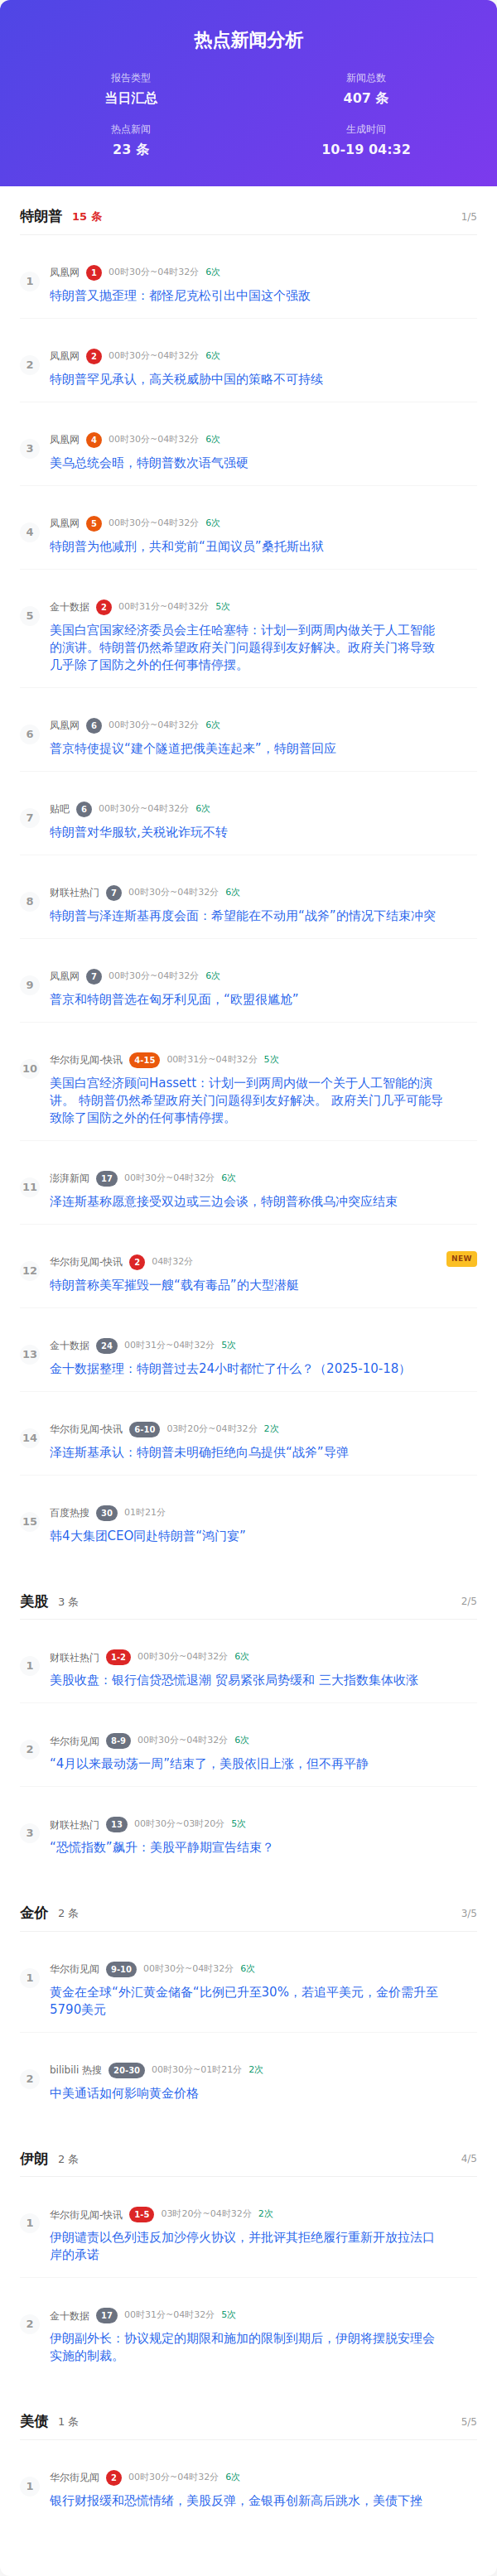 热点新闻分析
报告类型
新闻总数
当日汇总
407 条
热点新闻
生成时间
23 条
10-19 04:32
特朗普 15 条 1/5
1
凤凰网 1 00时30分~04时32分 6次
特朗普又抛歪理：都怪尼克松引出中国这个强敌
2
凤凰网 2 00时30分~04时32分 6次
特朗普罕见承认，高关税威胁中国的策略不可持续
3
凤凰网 4 00时30分~04时32分 6次
美乌总统会晤，特朗普数次语气强硬
4
凤凰网 5 00时30分~04时32分 6次
特朗普为他减刑，共和党前“丑闻议员”桑托斯出狱
5
金十数据 2 00时31分~04时32分 5次
美国白宫国家经济委员会主任哈塞特：计划一到两周内做关于人工智能
的演讲。特朗普仍然希望政府关门问题得到友好解决。政府关门将导致
几乎除了国防之外的任何事情停摆。
6
凤凰网 6 00时30分~04时32分 6次
普京特使提议“建个隧道把俄美连起来”，特朗普回应
7
贴吧 6 00时30分~04时32分 6次
特朗普对华服软,关税讹诈玩不转
8
财联社热门 7 00时30分~04时32分 6次
特朗普与泽连斯基再度会面：希望能在不动用“战斧”的情况下结束冲突
9
凤凰网 7 00时30分~04时32分 6次
普京和特朗普选在匈牙利见面，“欧盟很尴尬”
10
华尔街见闻-快讯 4-15 00时31分~04时32分 5次
美国白宫经济顾问Hassett：计划一到两周内做一个关于人工智能的演
讲。 特朗普仍然希望政府关门问题得到友好解决。 政府关门几乎可能导
致除了国防之外的任何事情停摆。
11
澎湃新闻 17 00时30分~04时32分 6次
泽连斯基称愿意接受双边或三边会谈，特朗普称俄乌冲突应结束
12
华尔街见闻-快讯 2 04时32分 NEW
特朗普称美军摧毁一艘“载有毒品”的大型潜艇
13
金十数据 24 00时31分~04时32分 5次
金十数据整理：特朗普过去24小时都忙了什么？（2025-10-18）
14
华尔街见闻-快讯 6-10 03时20分~04时32分 2次
泽连斯基承认：特朗普未明确拒绝向乌提供“战斧”导弹
15
百度热搜 30 01时21分
韩4大集团CEO同赴特朗普“鸿门宴”
美股 3 条 2/5
1
财联社热门 1-2 00时30分~04时32分 6次
美股收盘：银行信贷恐慌退潮 贸易紧张局势缓和 三大指数集体收涨
2
华尔街见闻 8-9 00时30分~04时32分 6次
“4月以来最动荡一周”结束了，美股依旧上涨，但不再平静
3
财联社热门 13 00时30分~03时20分 5次
“恐慌指数”飙升：美股平静期宣告结束？
金价 2 条 3/5
1
华尔街见闻 9-10 00时30分~04时32分 6次
黄金在全球“外汇黄金储备“比例已升至30%，若追平美元，金价需升至
5790美元
2
bilibili 热搜 20-30 00时30分~01时21分 2次
中美通话如何影响黄金价格
伊朗 2 条 4/5
1
华尔街见闻-快讯 1-5 03时20分~04时32分 2次
伊朗谴责以色列违反加沙停火协议，并批评其拒绝履行重新开放拉法口
岸的承诺
2
金十数据 17 00时31分~04时32分 5次
伊朗副外长：协议规定的期限和施加的限制到期后，伊朗将摆脱安理会
实施的制裁。
美债 1 条 5/5
1
华尔街见闻 2 00时30分~04时32分 6次
银行财报缓和恐慌情绪，美股反弹，金银再创新高后跳水，美债下挫